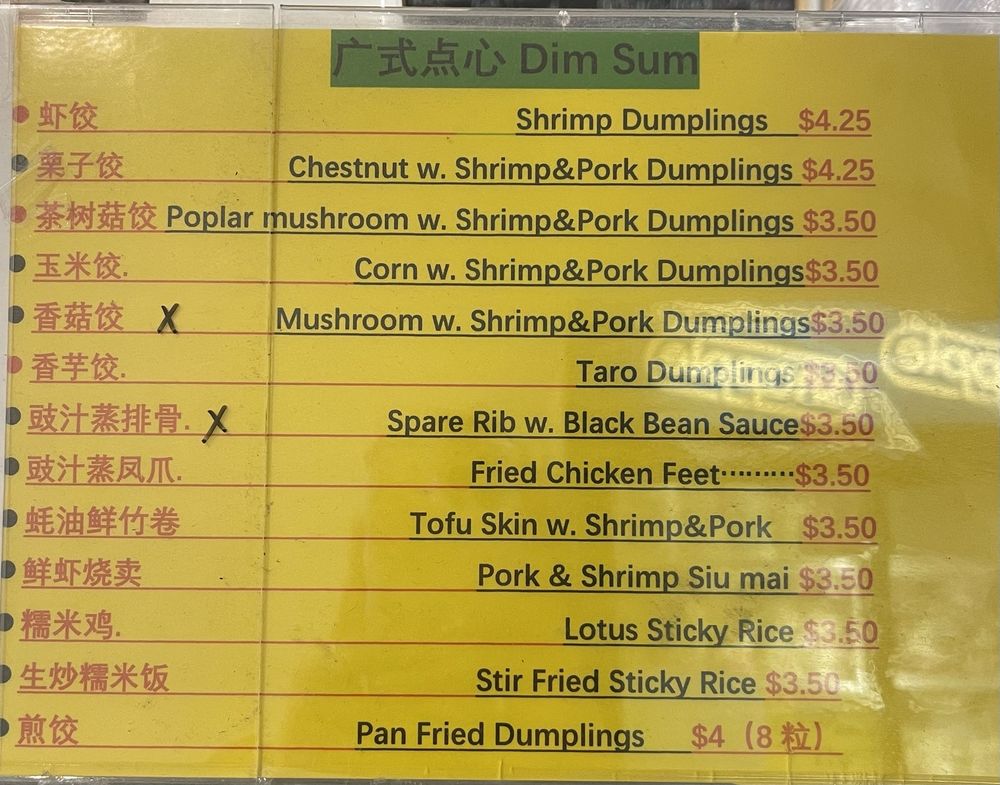 广式点心 Dim Sum
虾饺 Shrimp Dumplings $4.25
栗子饺 Chestnut w. Shrimp&Pork Dumplings $4.25
茶树菇饺 Poplar mushroom w. Shrimp&Pork Dumplings $3.50
玉米饺. Corn w. Shrimp&Pork Dumplings $3.50
香菇饺 X Mushroom w. Shrimp&Pork Dumplings $3.50
香芋饺. Taro Dumplings $3.50
豉汁蒸排骨. X Spare Rib w. Black Bean Sauce $3.50
豉汁蒸凤爪. Fried Chicken Feet········· $3.50
蚝油鲜竹卷 Tofu Skin w. Shrimp&Pork $3.50
鲜虾烧卖 Pork & Shrimp Siu mai $3.50
糯米鸡. Lotus Sticky Rice $3.50
生炒糯米饭 Stir Fried Sticky Rice $3.50
煎饺 Pan Fried Dumplings $4（8 粒）